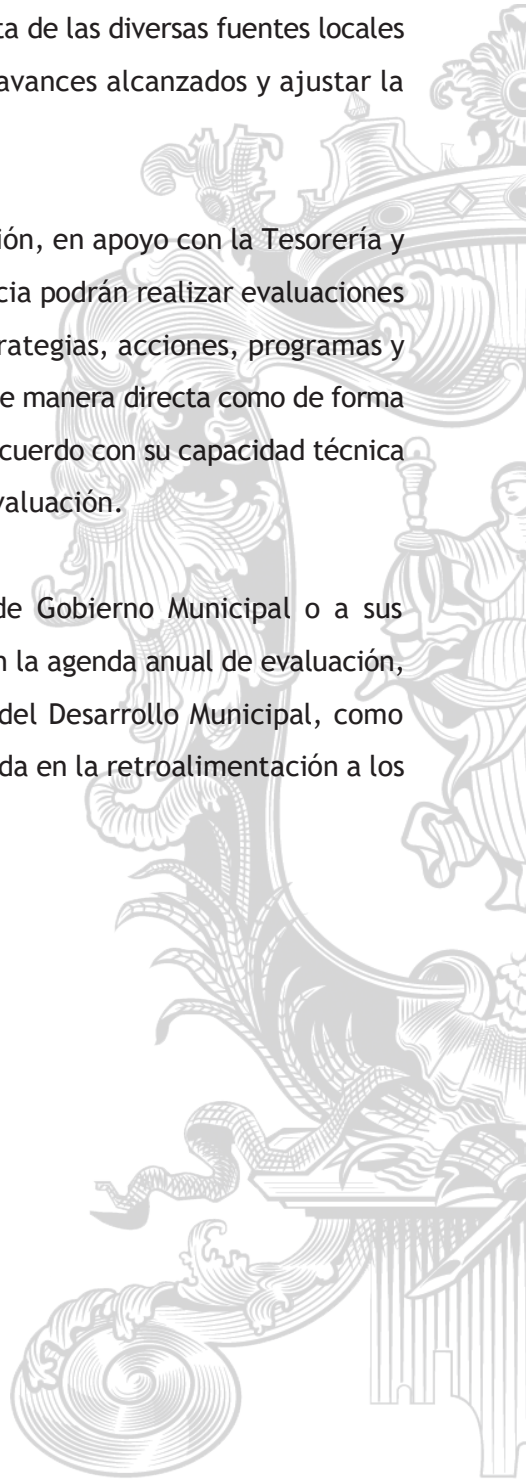 ta de las diversas fuentes locales
avances alcanzados y ajustar la
ión, en apoyo con la Tesorería y
cia podrán realizar evaluaciones
rategias, acciones, programas y
e manera directa como de forma
cuerdo con su capacidad técnica
valuación.
de Gobierno Municipal o a sus
n la agenda anual de evaluación,
del Desarrollo Municipal, como
da en la retroalimentación a los